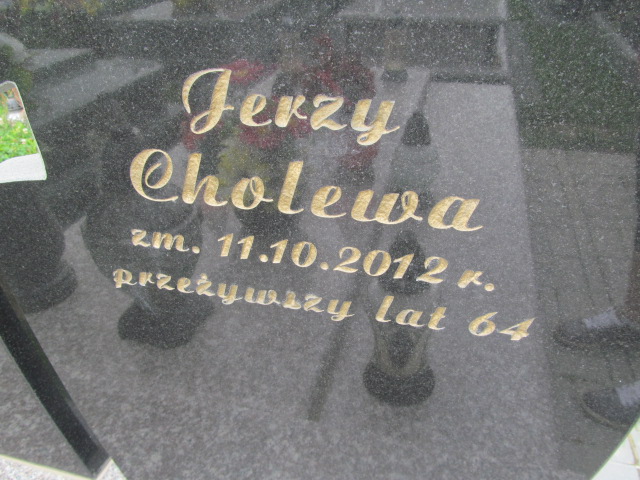 Jerzy
Cholewa
zm. 11.10.2012 r.
przeżywszy lat 64